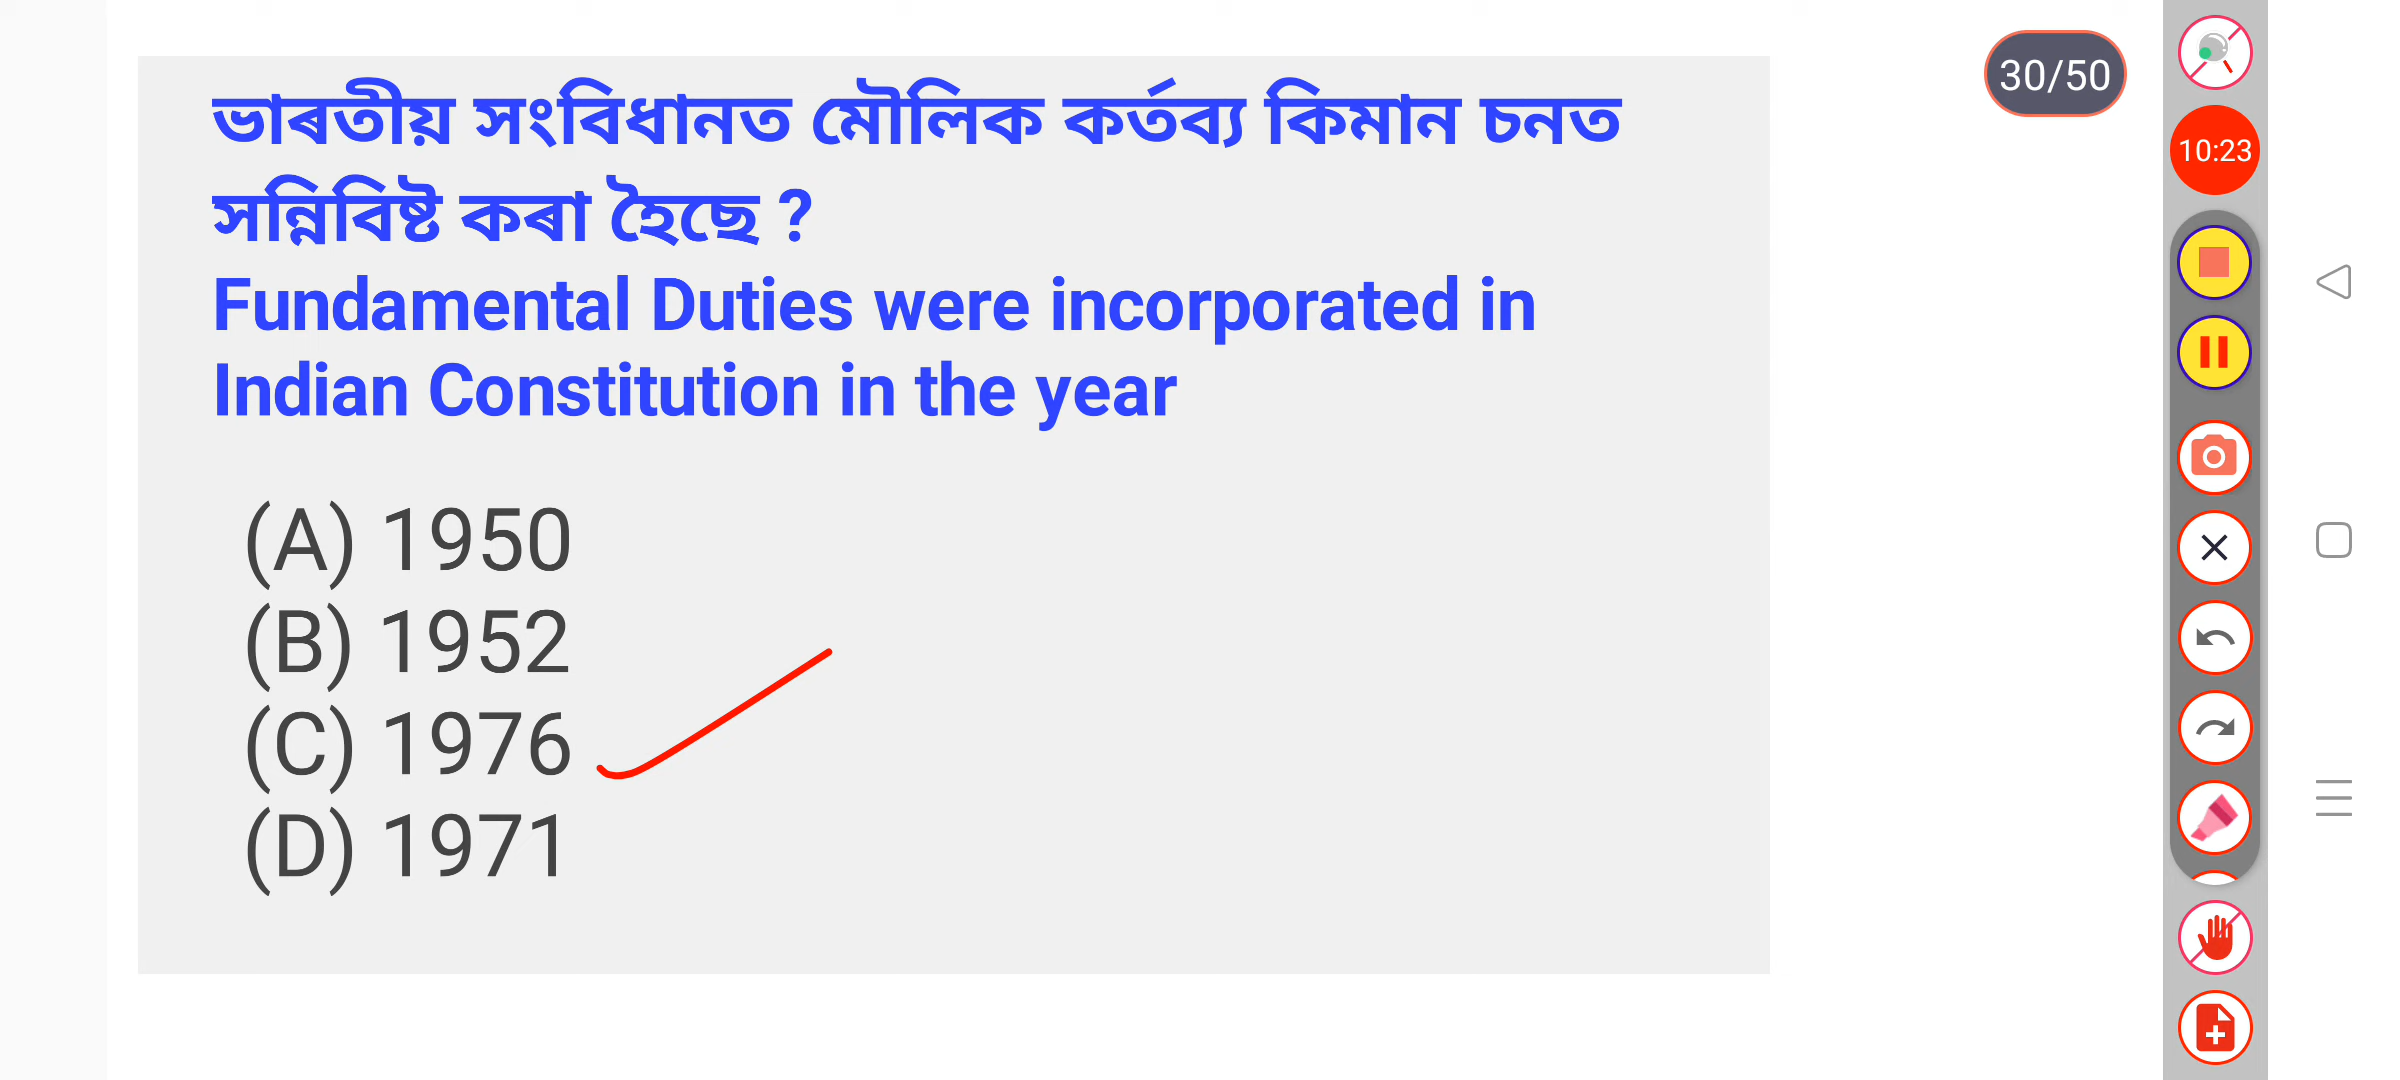 ভাৰতীয় সংবিধানত মৌলিক কৰ্তব্য কিমান চনত
সন্নিবিষ্ট কৰা হৈছে ?
Fundamental Duties were incorporated in
Indian Constitution in the year
(A) 1950
(B) 1952
(C) 1976
(D) 1971
30/50
10:23